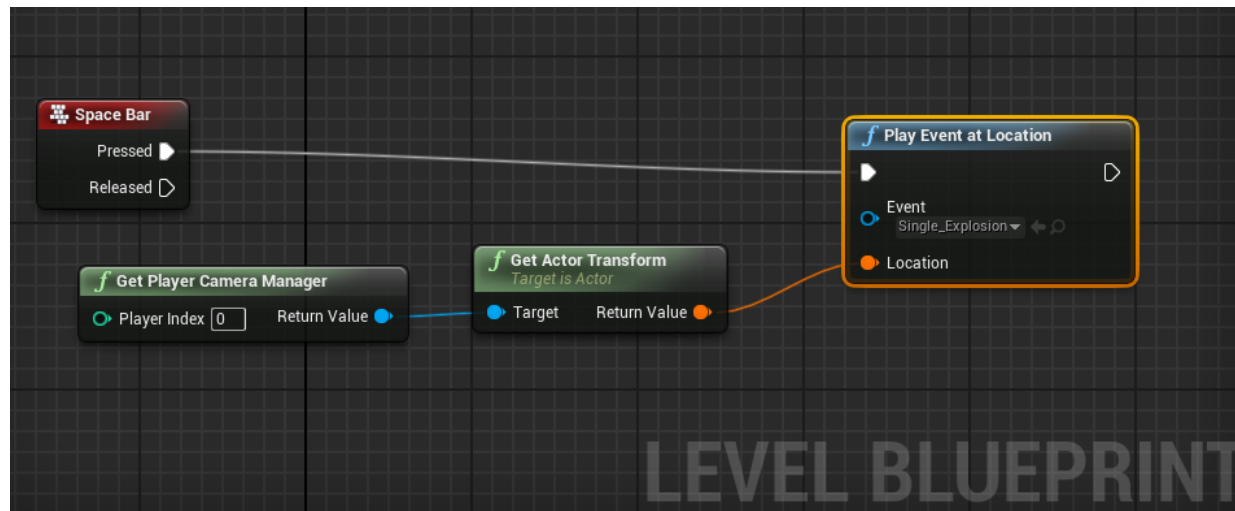 Space Bar
Pressed
Released
Get Player Camera Manager
Player Index 0 Return Value
f Get Actor Transform
Target is Actor
Target Return Value
f Play Event at Location
Event
Single_Explosion
Location
LEVEL BLUEPRINT